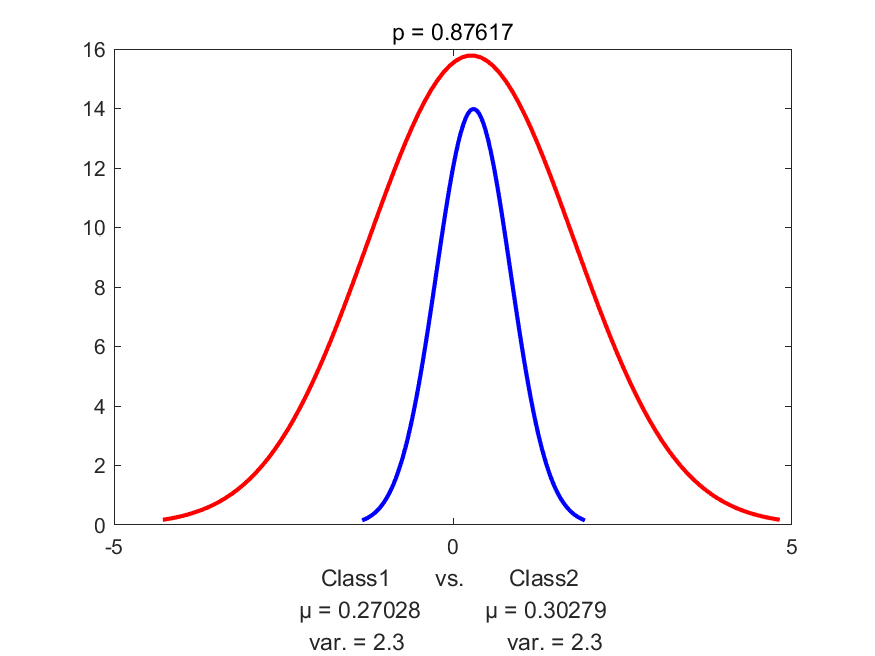 p = 0.87617
16
14
12
10
8
6
4
2
0
-5 0 5
Class1 vs. Class2
µ = 0.27028 µ = 0.30279
var. = 2.3 var. = 2.3